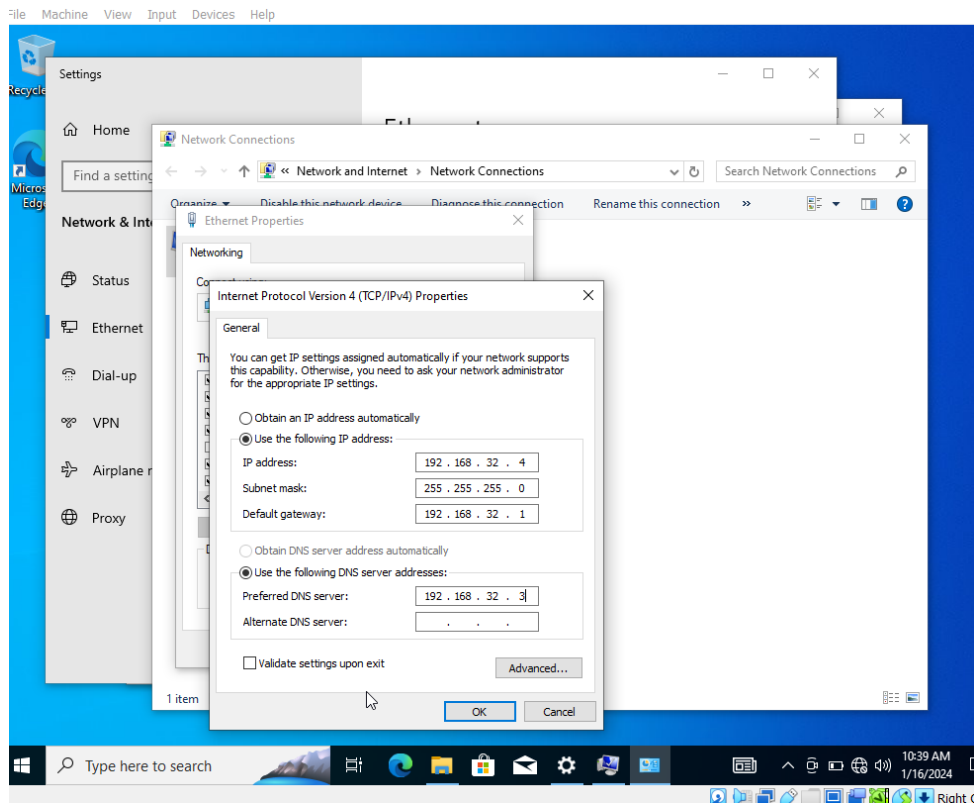 File Machine View Input Devices Help
Recycle
Settings
Home
Network Connections
Find a setting
« Network and Internet › Network Connections
Search Network Connections
Micros
Edge
Organize Disable this network device Diagnose this connection Rename this connection »
Network & Int
Ethernet Properties
Networking
Status
Internet Protocol Version 4 (TCP/IPv4) Properties
Ethernet
General
Th
You can get IP settings assigned automatically if your network supports
this capability. Otherwise, you need to ask your network administrator
for the appropriate IP settings.
Dial-up
Obtain an IP address automatically
VPN
Use the following IP address:
IP address: 192 . 168 . 32 . 4
Airplane
Subnet mask: 255 . 255 . 255 . 0
Default gateway: 192 . 168 . 32 . 1
Proxy
Obtain DNS server address automatically
Use the following DNS server addresses:
Preferred DNS server: 192 . 168 . 32 . 3
Alternate DNS server: . . .
Validate settings upon exit
Advanced...
1 item
OK Cancel
Type here to search
10:39 AM
1/16/2024
Right